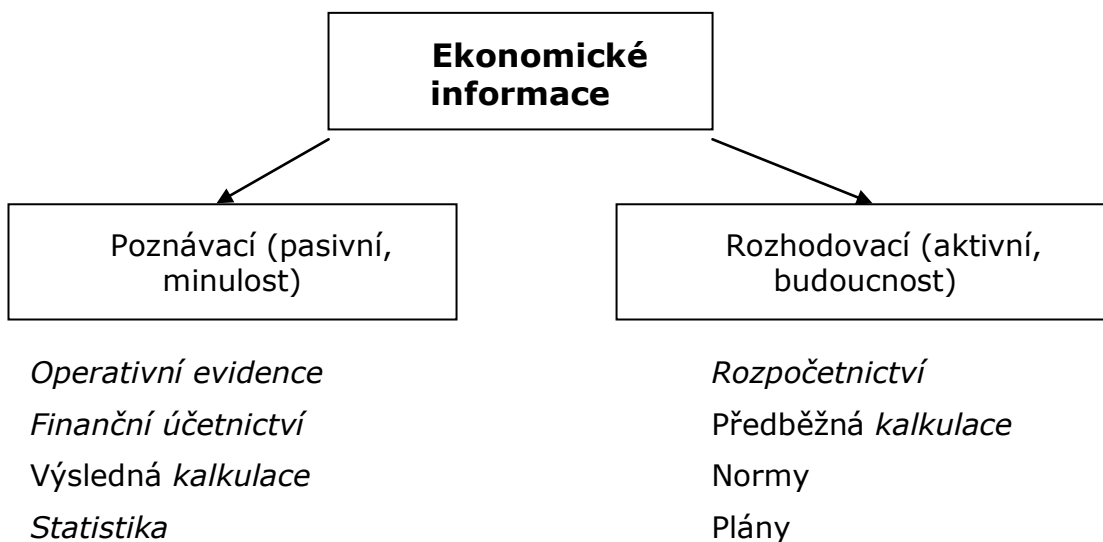 Ekonomické
informace
Poznávací (pasivní,
minulost)
Rozhodovací (aktivní,
budoucnost)
Operativní evidence
Finanční účetnictví
Výsledná kalkulace
Statistika
Rozpočetnictví
Předběžná kalkulace
Normy
Plány